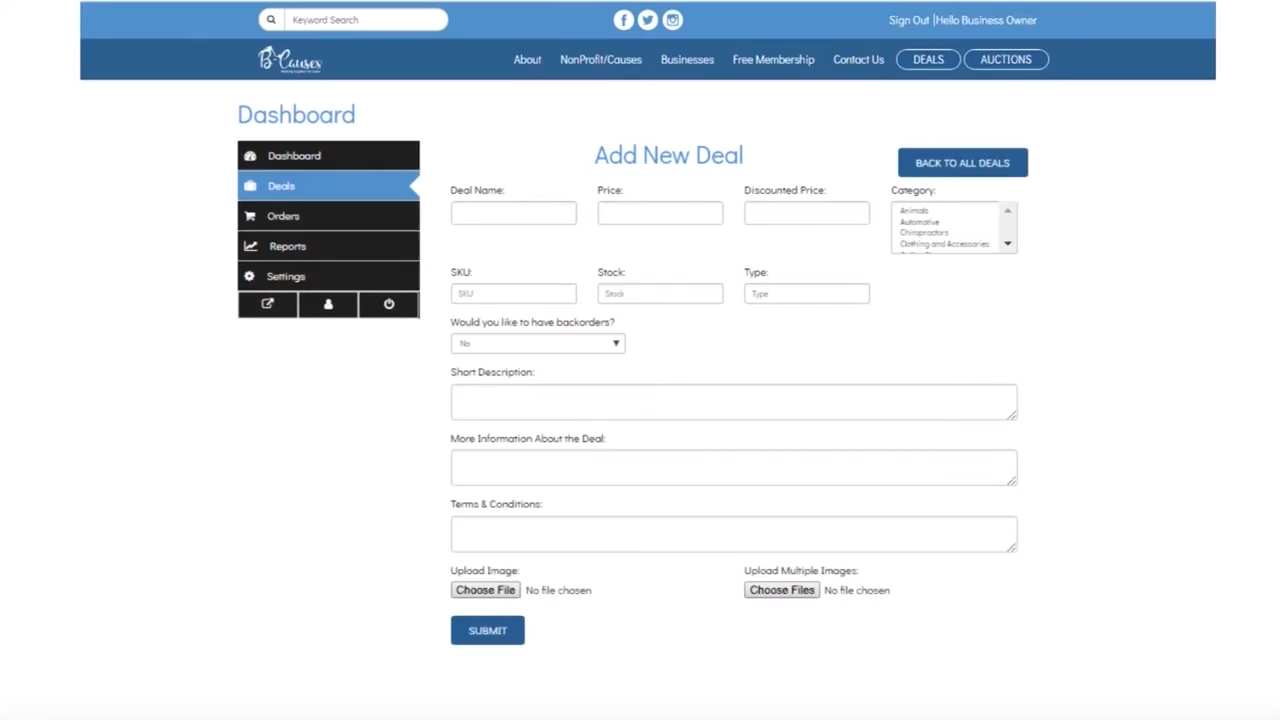 Keyword Search
Sign Out |Hello Business Owner
B Causes
About NonProfit/Causes Businesses Free Membership Contact Us DEALS AUCTIONS
Dashboard
Dashboard
Deals
Orders
Reports
Settings
Add New Deal
BACK TO ALL DEALS
Deal Name: Price: Discounted Price: Category:
Animals
Automotive
Chiropractors
Clothing and Accessories
SKU: Stock: Type:
SKU Stock Type
Would you like to have backorders?
No
Short Description:
More Information About the Deal:
Terms & Conditions:
Upload Image: Upload Multiple Images:
Choose File No file chosen Choose Files No file chosen
SUBMIT